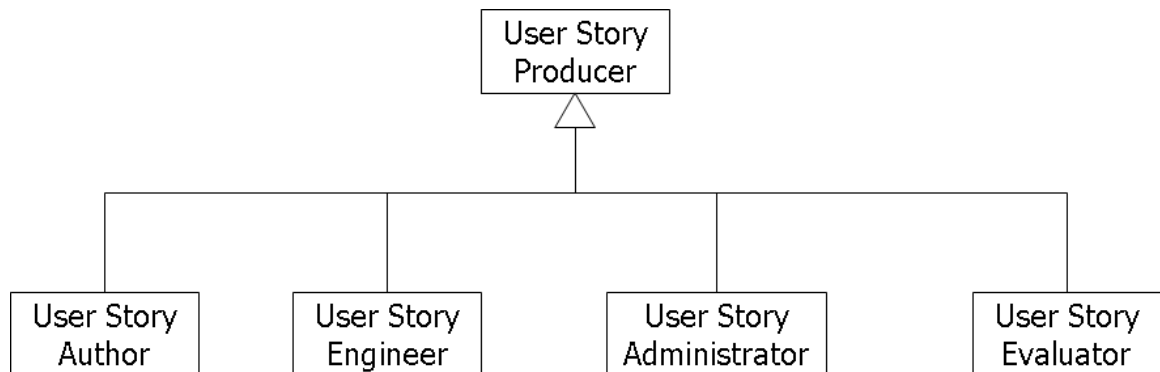 User Story
Producer
User Story
Author
User Story
Engineer
User Story
Administrator
User Story
Evaluator